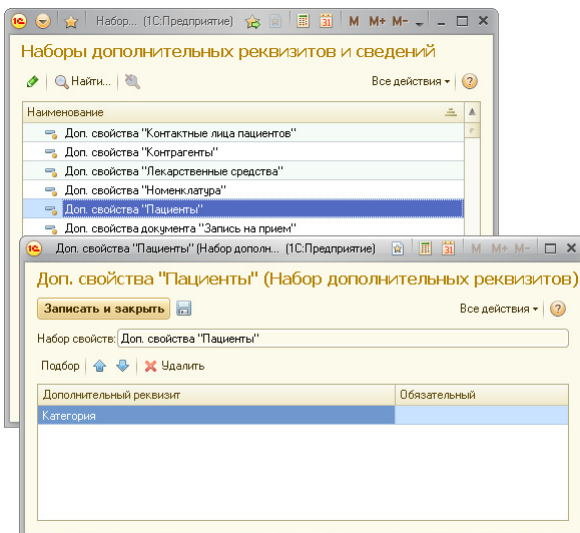 Набор... (1С:Предприятие) 31 M M+ M-
Наборы дополнительных реквизитов и сведений
Найти... Все действия ?
Наименование
Доп. свойства "Контактные лица пациентов"
Доп. свойства "Контрагенты"
Доп. свойства "Лекарственные средства"
Доп. свойства "Номенклатура"
Доп. свойства "Пациенты"
Доп. свойства документа "Запись на прием"
Доп. свойства "Пациенты" (Набор дополн... (1С:Предприятие) 31 M M+ M-
Доп. свойства "Пациенты" (Набор дополнительных реквизитов)
Записать и закрыть Все действия ?
Набор свойств: Доп. свойства "Пациенты"
Подбор Удалить
Дополнительный реквизит Обязательный
Категория